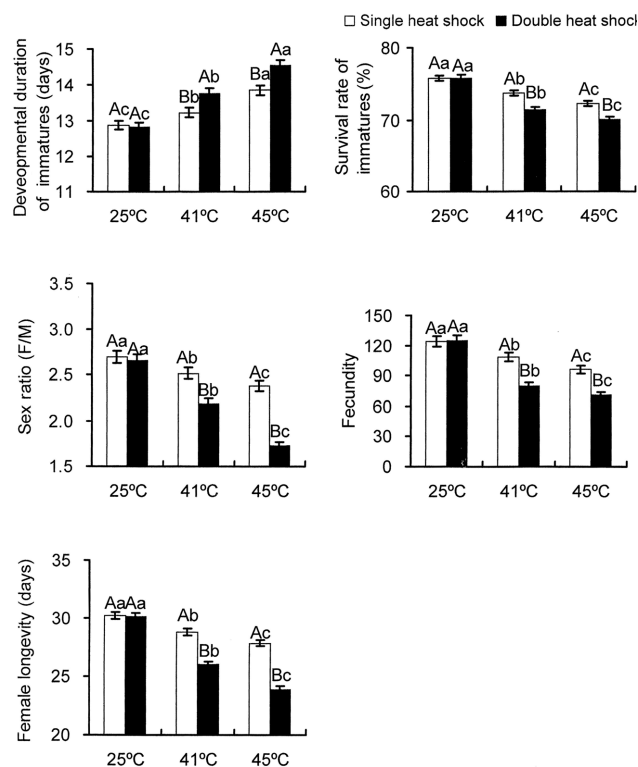 Single heat shock Double heat shock
Deveopmental duration
of immatures (days)
15
14
13
12
11
Ac Ac
Bb
Ab
Ba
Aa
25ºC 41ºC 45ºC
Survival rate of
immatures (%)
80
70
60
Aa Aa
Ab
Bb
Ac
Bc
25ºC 41ºC 45ºC
Sex ratio (F/M)
3.5
3.0
2.5
2.0
1.5
Aa Aa
Ab
Bb
Ac
Bc
25ºC 41ºC 45ºC
Fecundity
150
120
90
60
30
0
Aa Aa
Ab
Bb
Ac
Bc
25ºC 41ºC 45ºC
Female longevity (days)
35
30
25
20
Aa Aa
Ab
Bb
Ac
Bc
25ºC 41ºC 45ºC